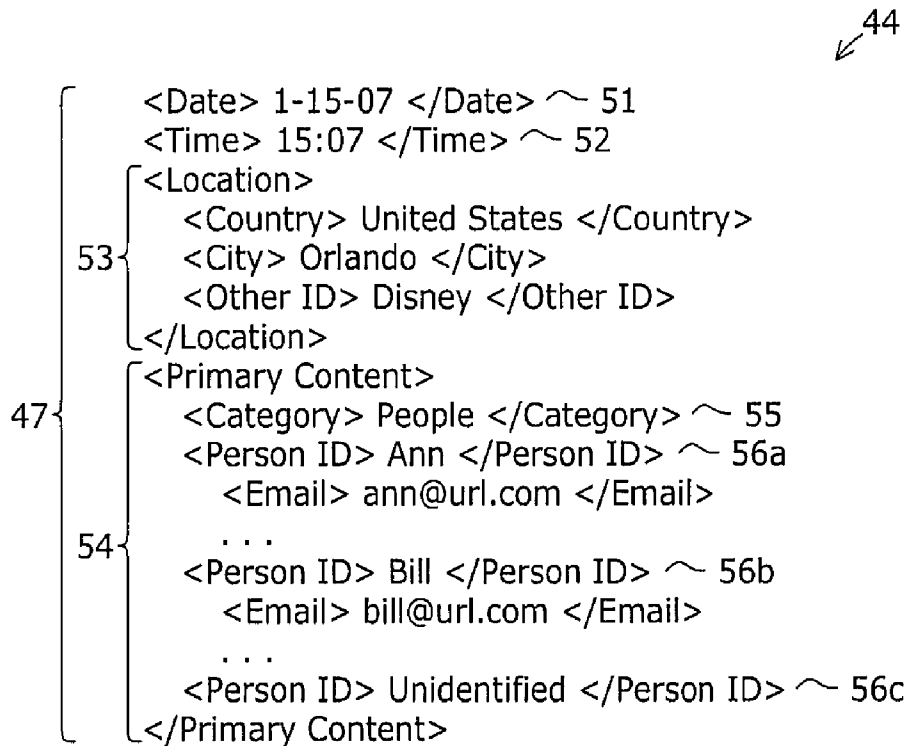 44
<Date> 1-15-07 </Date> 51
<Time> 15:07 </Time> 52
<Location>
<Country> United States </Country>
53
<City> Orlando </City>
<Other ID> Disney </Other ID>
</Location>
<Primary Content>
47
<Category> People </Category> 55
<Person ID> Ann </Person ID> 56a
<Email> ann@url.com </Email>
. . .
54
<Person ID> Bill </Person ID> 56b
<Email> bill@url.com </Email>
. . .
<Person ID> Unidentified </Person ID> 56c
</Primary Content>